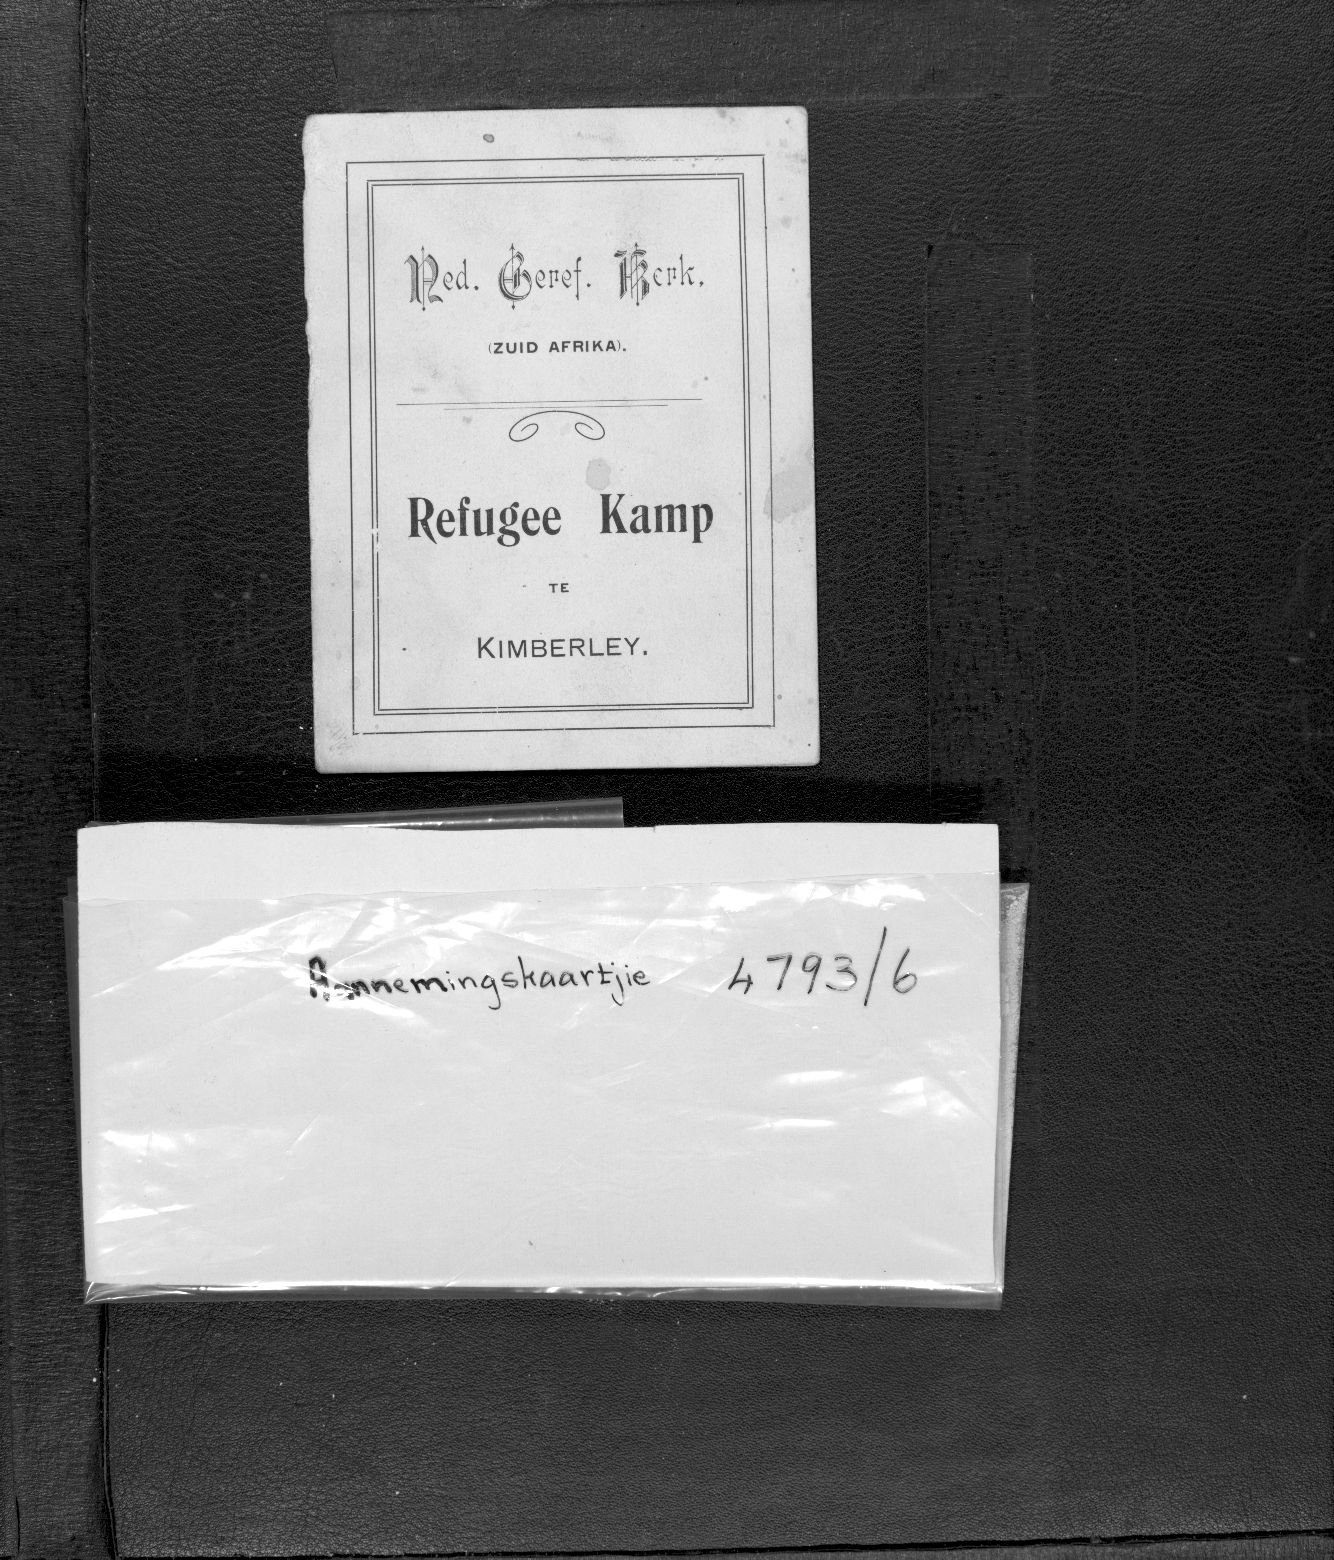 Ned. Geref. Kerk.
(ZUID AFRIKA).
Refugee Kamp
TE
KIMBERLEY.
Aannemingskaartjie 4793/6